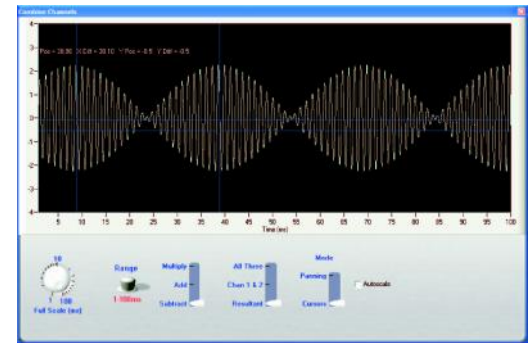 Combine Channels
4
3
Pos = 38.90 X Diff = 30.10 Y Pos = -0.5 Y Diff = -0.5
2
1
0
-1
-2
-3
-4
5 10 15 20 25 30 35 40 45 50 55 60 65 70 75 80 85 90 95 100
Time (ms)
10
1 100
Full Scale (ms)
Range
1-100ms
Multiply
Add
Subtract
All Three
Chan 1 & 2
Resultant
Mode
Panning
Cursors
Autoscale